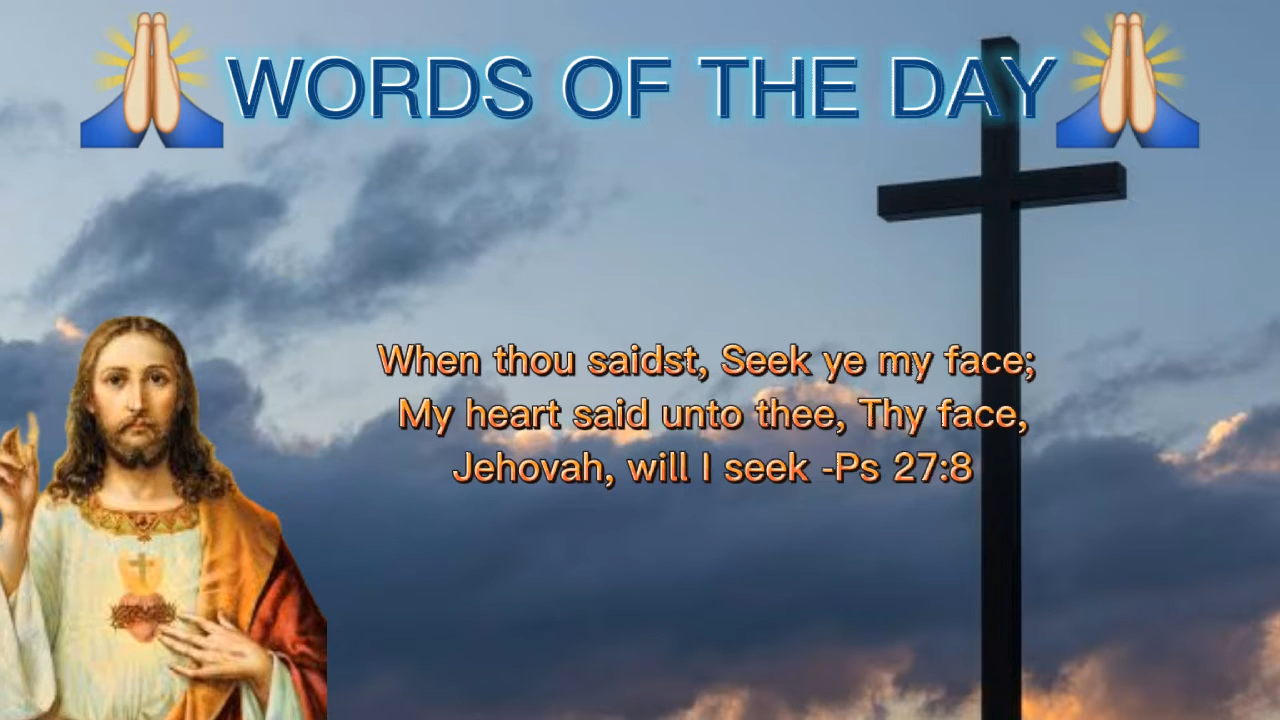 WORDS OF THE DAY
When thou saidst, Seek ye my face;
My heart said unto thee, Thy face,
Jehovah, will I seek -Ps 27:8